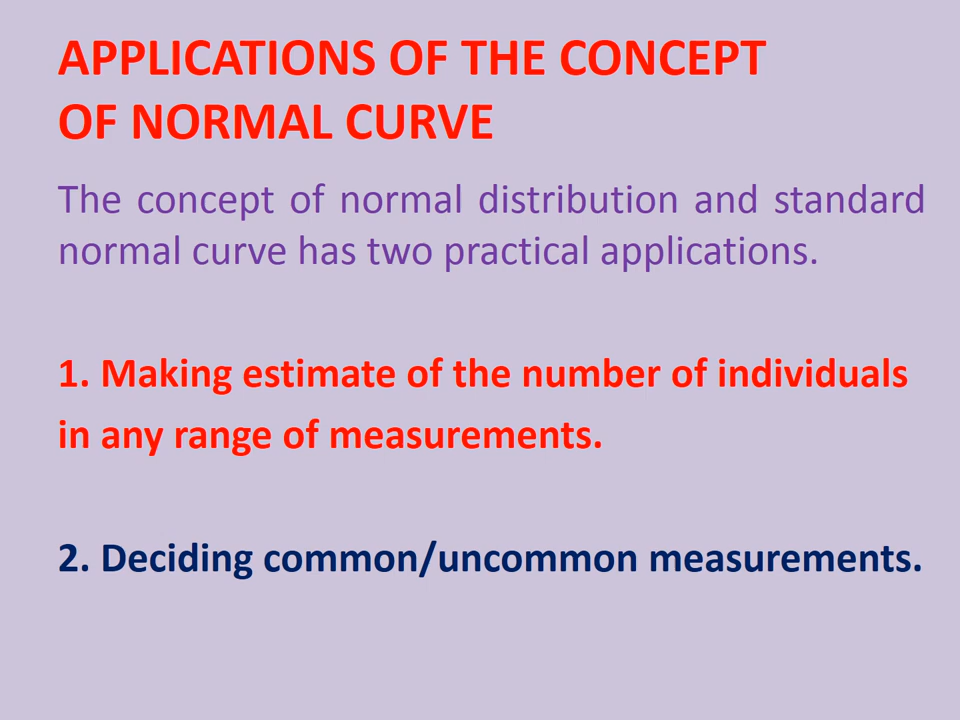 APPLICATIONS OF THE CONCEPT
OF NORMAL CURVE
The concept of normal distribution and standard
normal curve has two practical applications.
1. Making estimate of the number of individuals
in any range of measurements.
2. Deciding common/uncommon measurements.